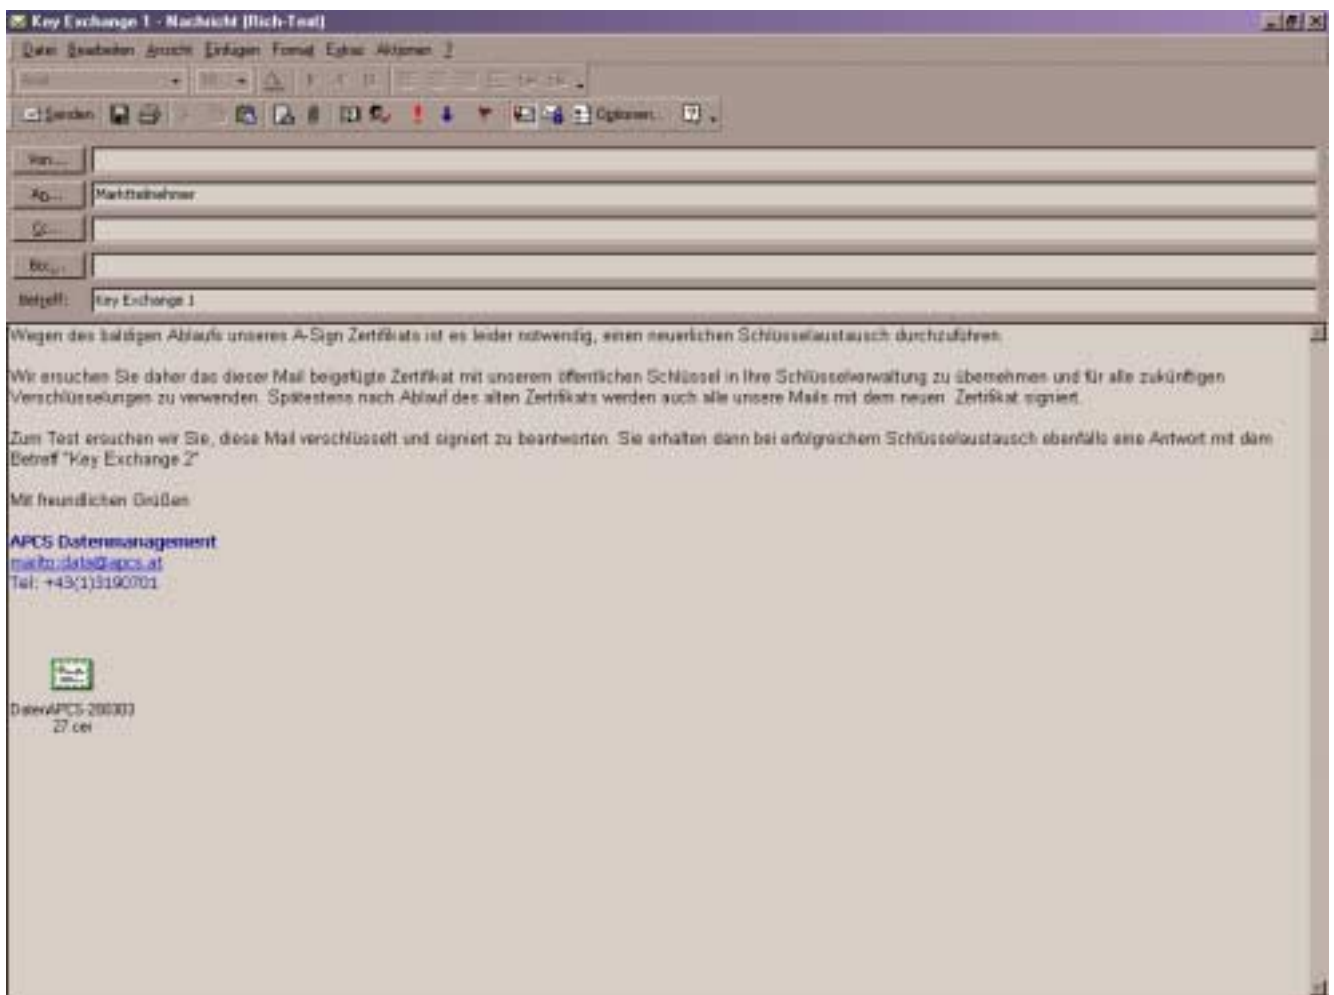 Key Exchange 1 - Nachricht (Rich-Text)
Datei Bearbeiten Ansicht Einfügen Format Extras Aktionen ?
Senden Optionen...
Von...
An... Marktteilnehmer
Cc...
Bcc...
Betreff: Key Exchange 1
Wegen des baldigen Ablaufs unseres A-Sign Zertifikats ist es leider notwendig, einen neuerlichen Schlüsselaustausch durchzuführen.
Wir ersuchen Sie daher das dieser Mail beigefügte Zertifikat mit unserem öffentlichen Schlüssel in Ihre Schlüsselverwaltung zu übernehmen und für alle zukünftigen
Verschlüsselungen zu verwenden. Spätestens nach Ablauf des alten Zertifikats werden auch alle unsere Mails mit dem neuen Zertifikat signiert.
Zum Test ersuchen wir Sie, diese Mail verschlüsselt und signiert zu beantworten. Sie erhalten dann bei erfolgreichem Schlüsselaustausch ebenfalls eine Antwort mit dem
Betreff "Key Exchange 2"
Mit freundlichen Grüßen
APCS Datenmanagement
mailto:data@apcs.at
Tel: +43(1)3190701
DatenAPCS-200303
27.cer